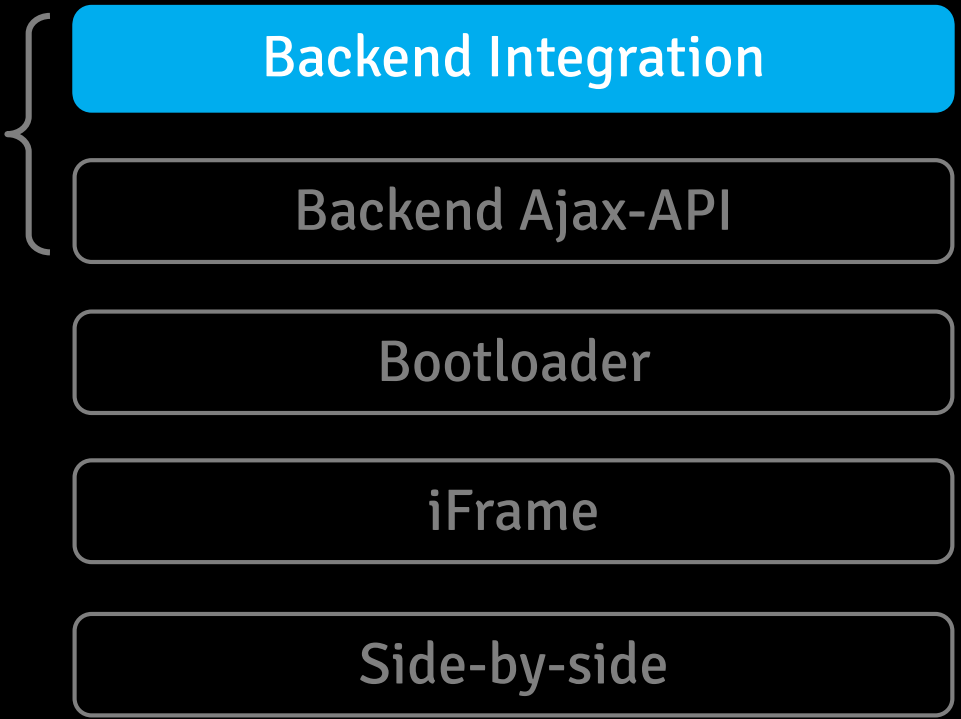 Backend Integration
Backend Ajax-API
Bootloader
iFrame
Side-by-side